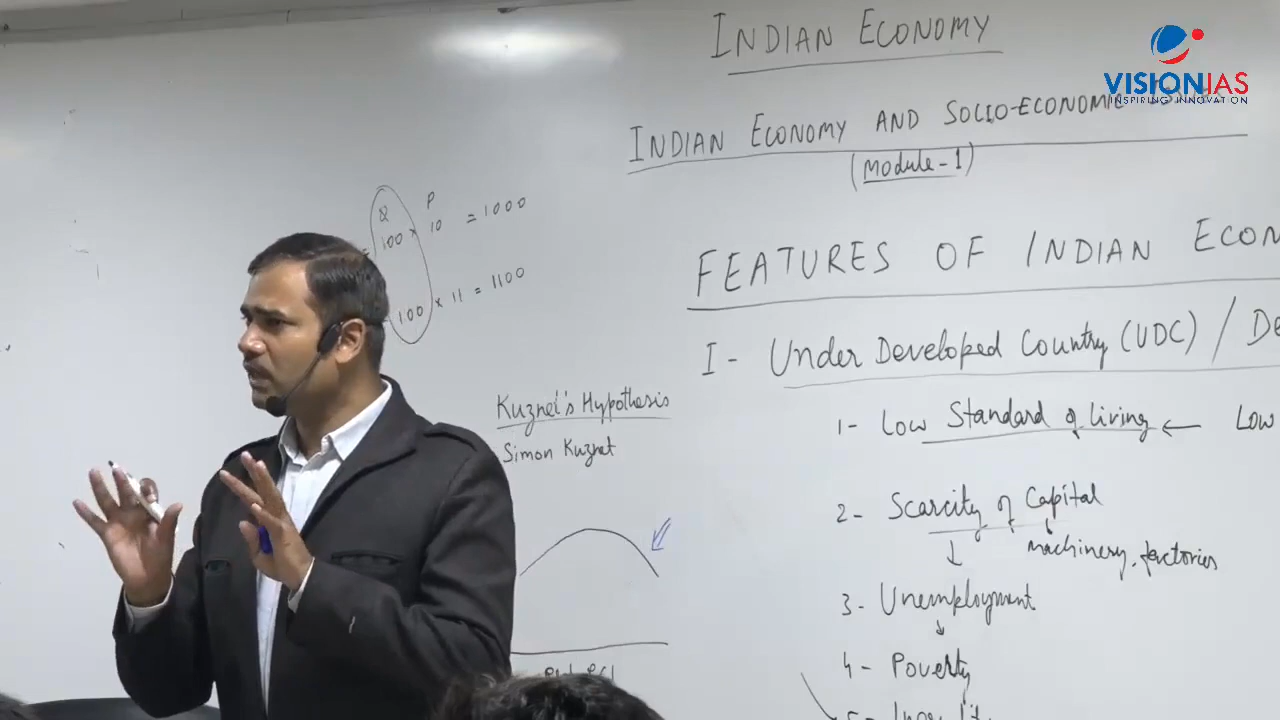 INDIAN ECONOMY
VISIONIAS
INSPIRING INNOVATION
INDIAN ECONOMY AND SOCIO-ECONOMIC
(Module-1)
Q P
100 × 10 = 1000
100 × 11 = 1100
FEATURES OF INDIAN ECON
I- Under Developed Country (UDC) / De
Kuznet's Hypothesis
Simon Kuznet
1- Low Standard of living ← Low
2- Scarcity of Capital
machinery, factories
3- Unemployment
4- Poverty